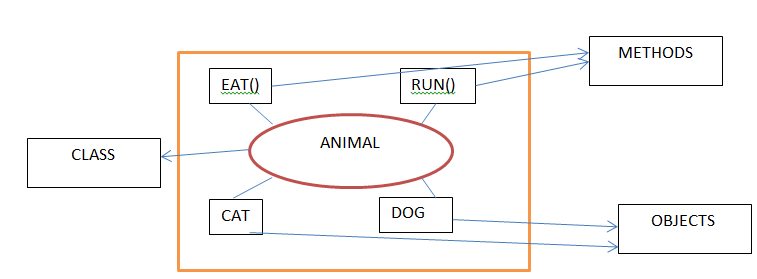 METHODS
EAT()
RUN()
ANIMAL
CLASS
CAT
DOG
OBJECTS